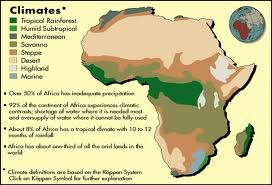 Climates*
Tropical Rainforest
Humid Subtropical
Mediterranean
Savanna
Steppe
Desert
Highland
Marine
• Over 50% of Africa has inadequate precipitation
• 92% of the continent of Africa experiences climatic
contrasts; shortage of water where it is needed most
and oversupply of water where it cannot be fully used
• About 8% of Africa has a tropical climate with 10 to 12
months of rainfall
• Africa has about one-third of all the arid lands in the
world
* Climate definitions are based on the Köppen System
Click on Köppen Symbol for further explanation